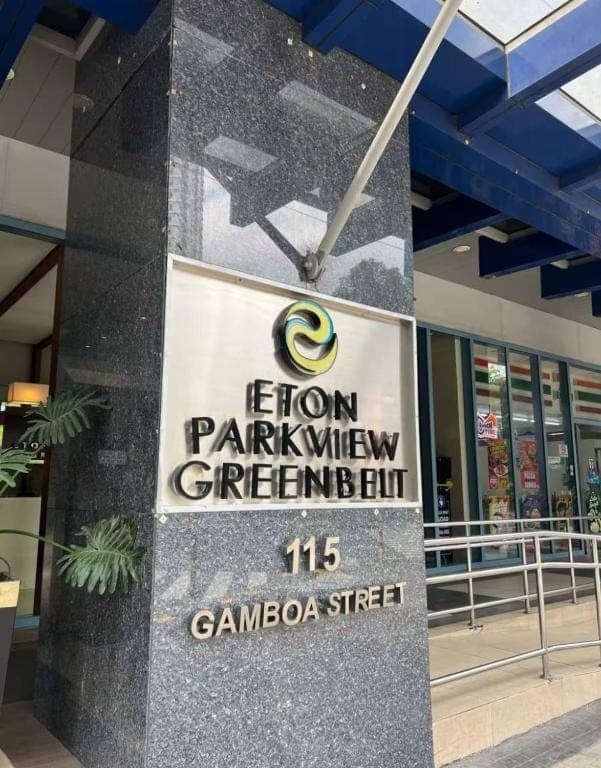 ETON
PARKVIEW
GREENBELT
115
GAMBOA STREET